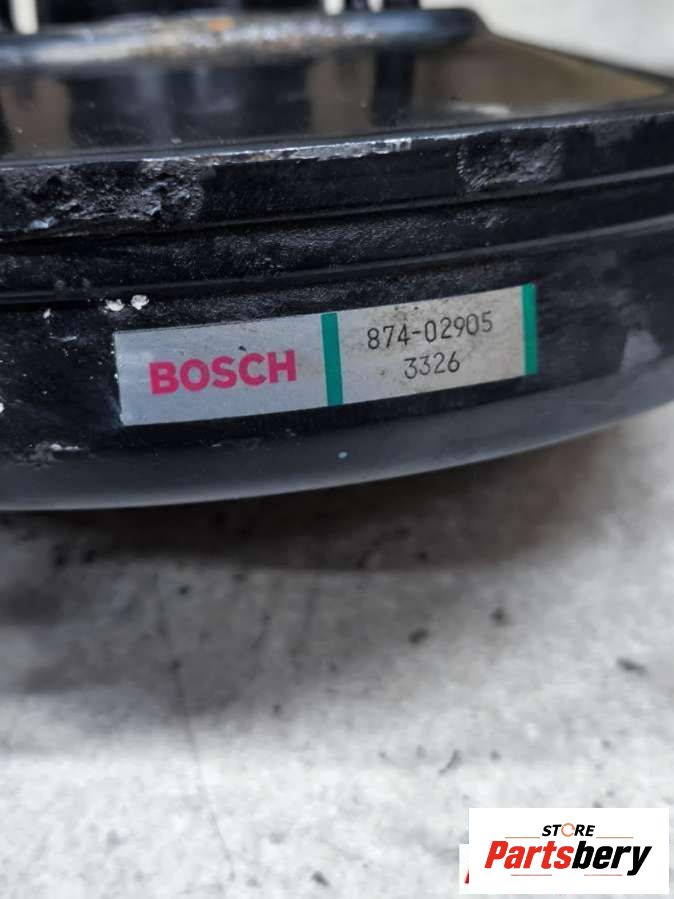 BOSCH
874-02905
3326
STORE
Partsbery